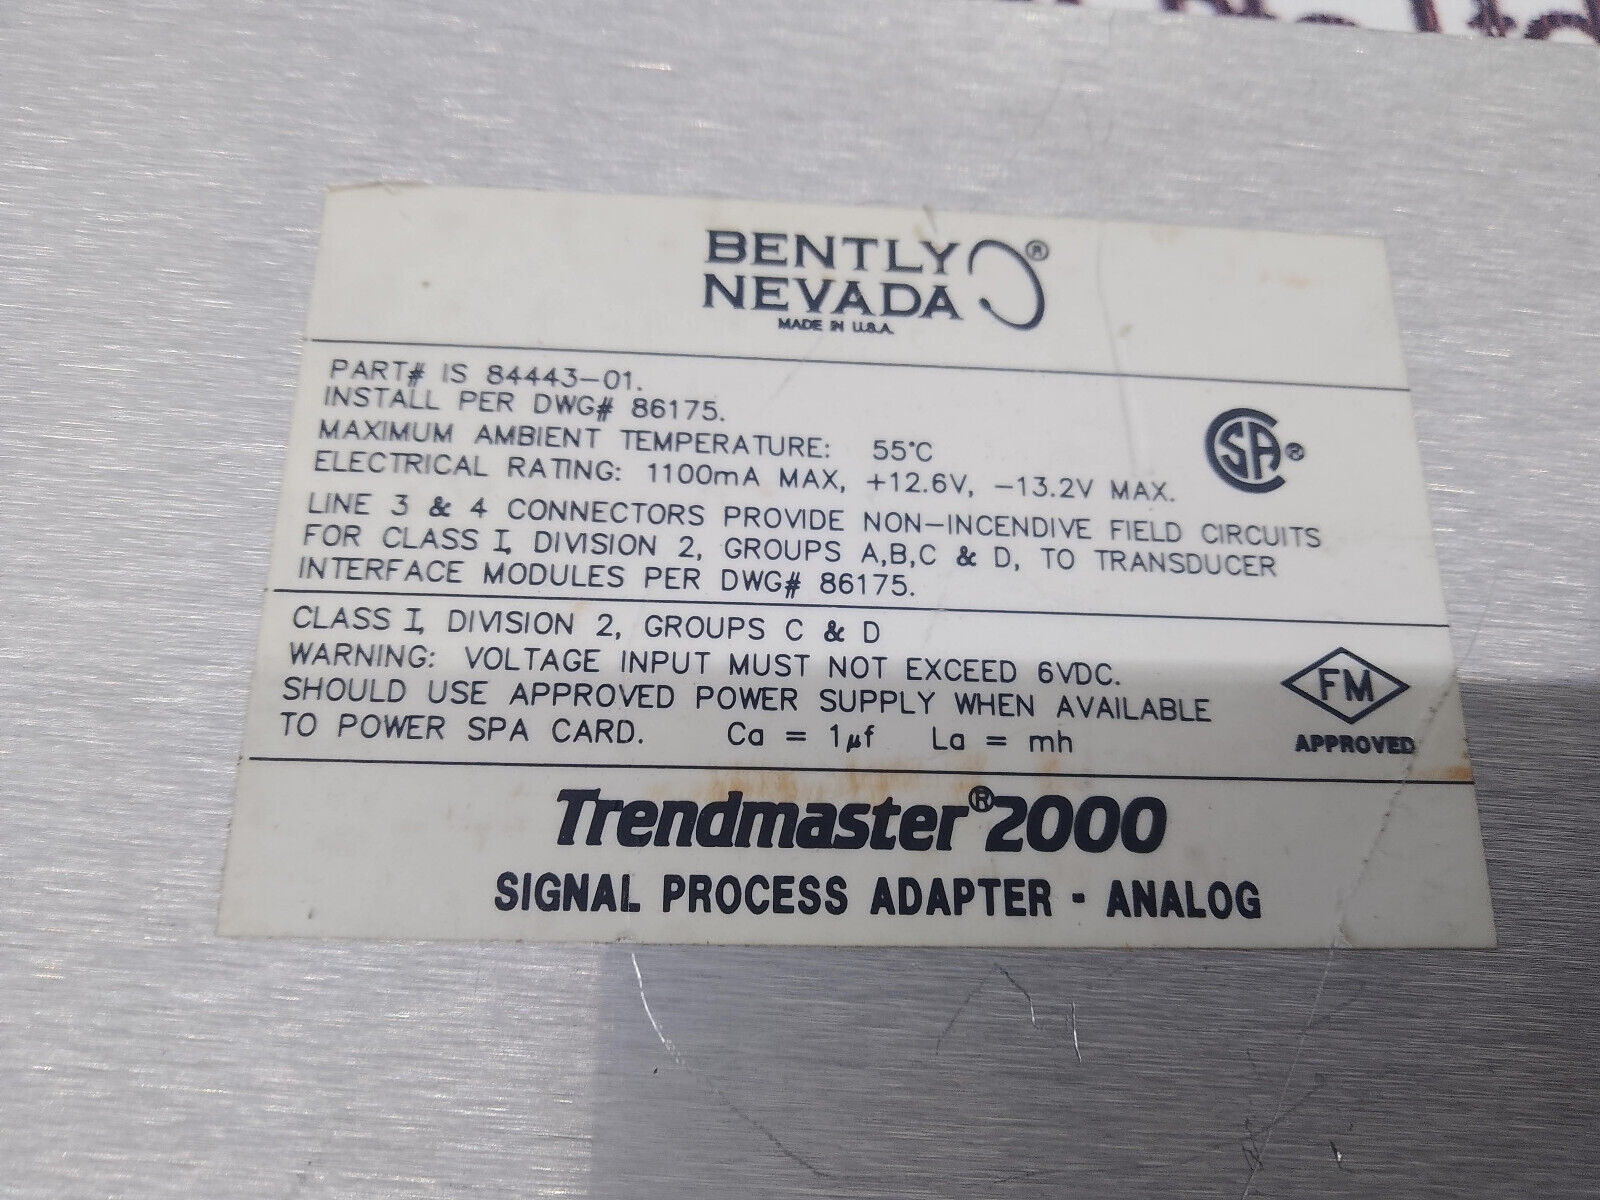 Pte Ltd
BENTLY®
NEVADA
MADE IN U.S.A.
PART# IS 84443-01.
INSTALL PER DWG# 86175.
MAXIMUM AMBIENT TEMPERATURE: 55°C
ELECTRICAL RATING: 1100mA MAX, +12.6V, -13.2V MAX.
SA®
LINE 3 & 4 CONNECTORS PROVIDE NON-INCENDIVE FIELD CIRCUITS
FOR CLASS I, DIVISION 2, GROUPS A,B,C & D, TO TRANSDUCER
INTERFACE MODULES PER DWG# 86175.
CLASS I, DIVISION 2, GROUPS C & D
WARNING: VOLTAGE INPUT MUST NOT EXCEED 6VDC.
SHOULD USE APPROVED POWER SUPPLY WHEN AVAILABLE
TO POWER SPA CARD. Ca = 1µf La = mh
FM
APPROVED
Trendmaster®2000
SIGNAL PROCESS ADAPTER - ANALOG